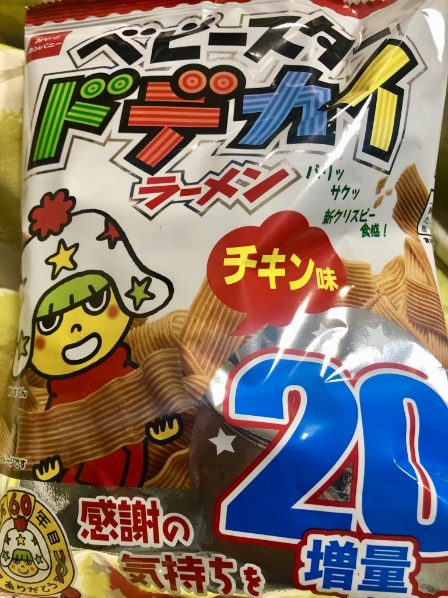 ベビースター
ドデカイ
ラーメン
パリッ
サクッ
新クリスピー
食感!
チキン味
20
増量
感謝の
気持ちを
60
年目
ありがとう